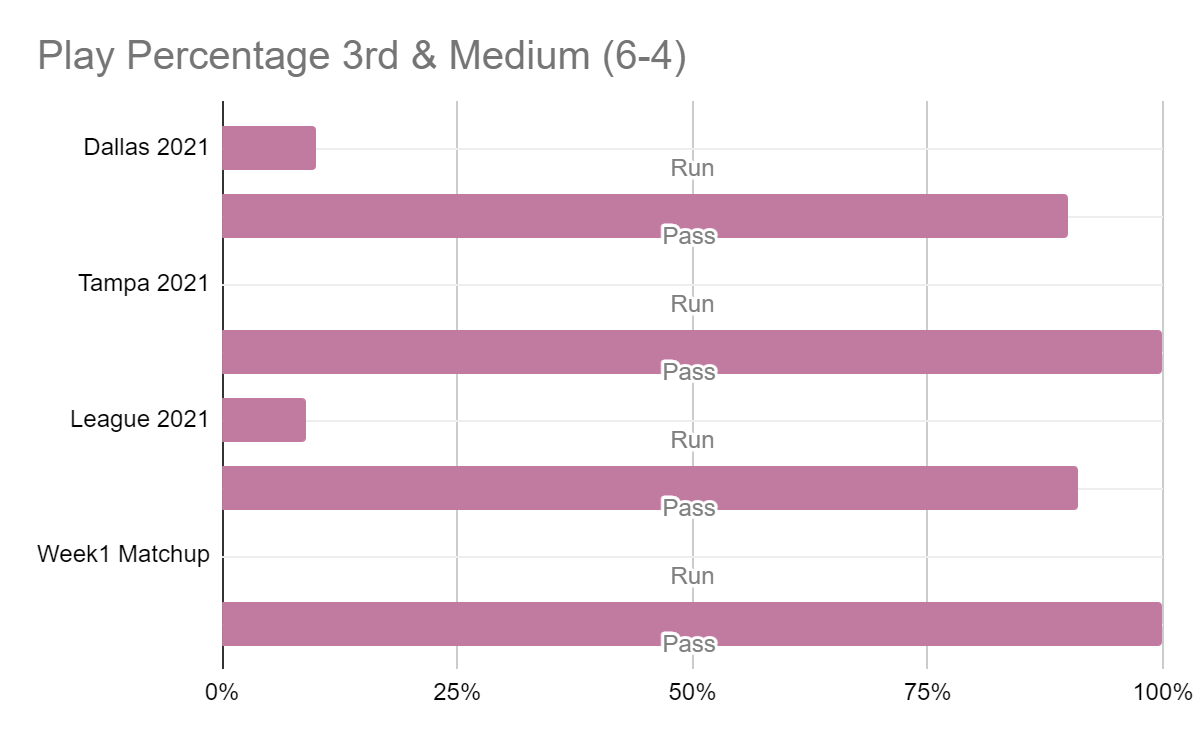 Play Percentage 3rd & Medium (6-4)
Dallas 2021
Run
Pass
Tampa 2021
Run
Pass
League 2021
Run
Pass
Week1 Matchup
Run
Pass
0% 25% 50% 75% 100%